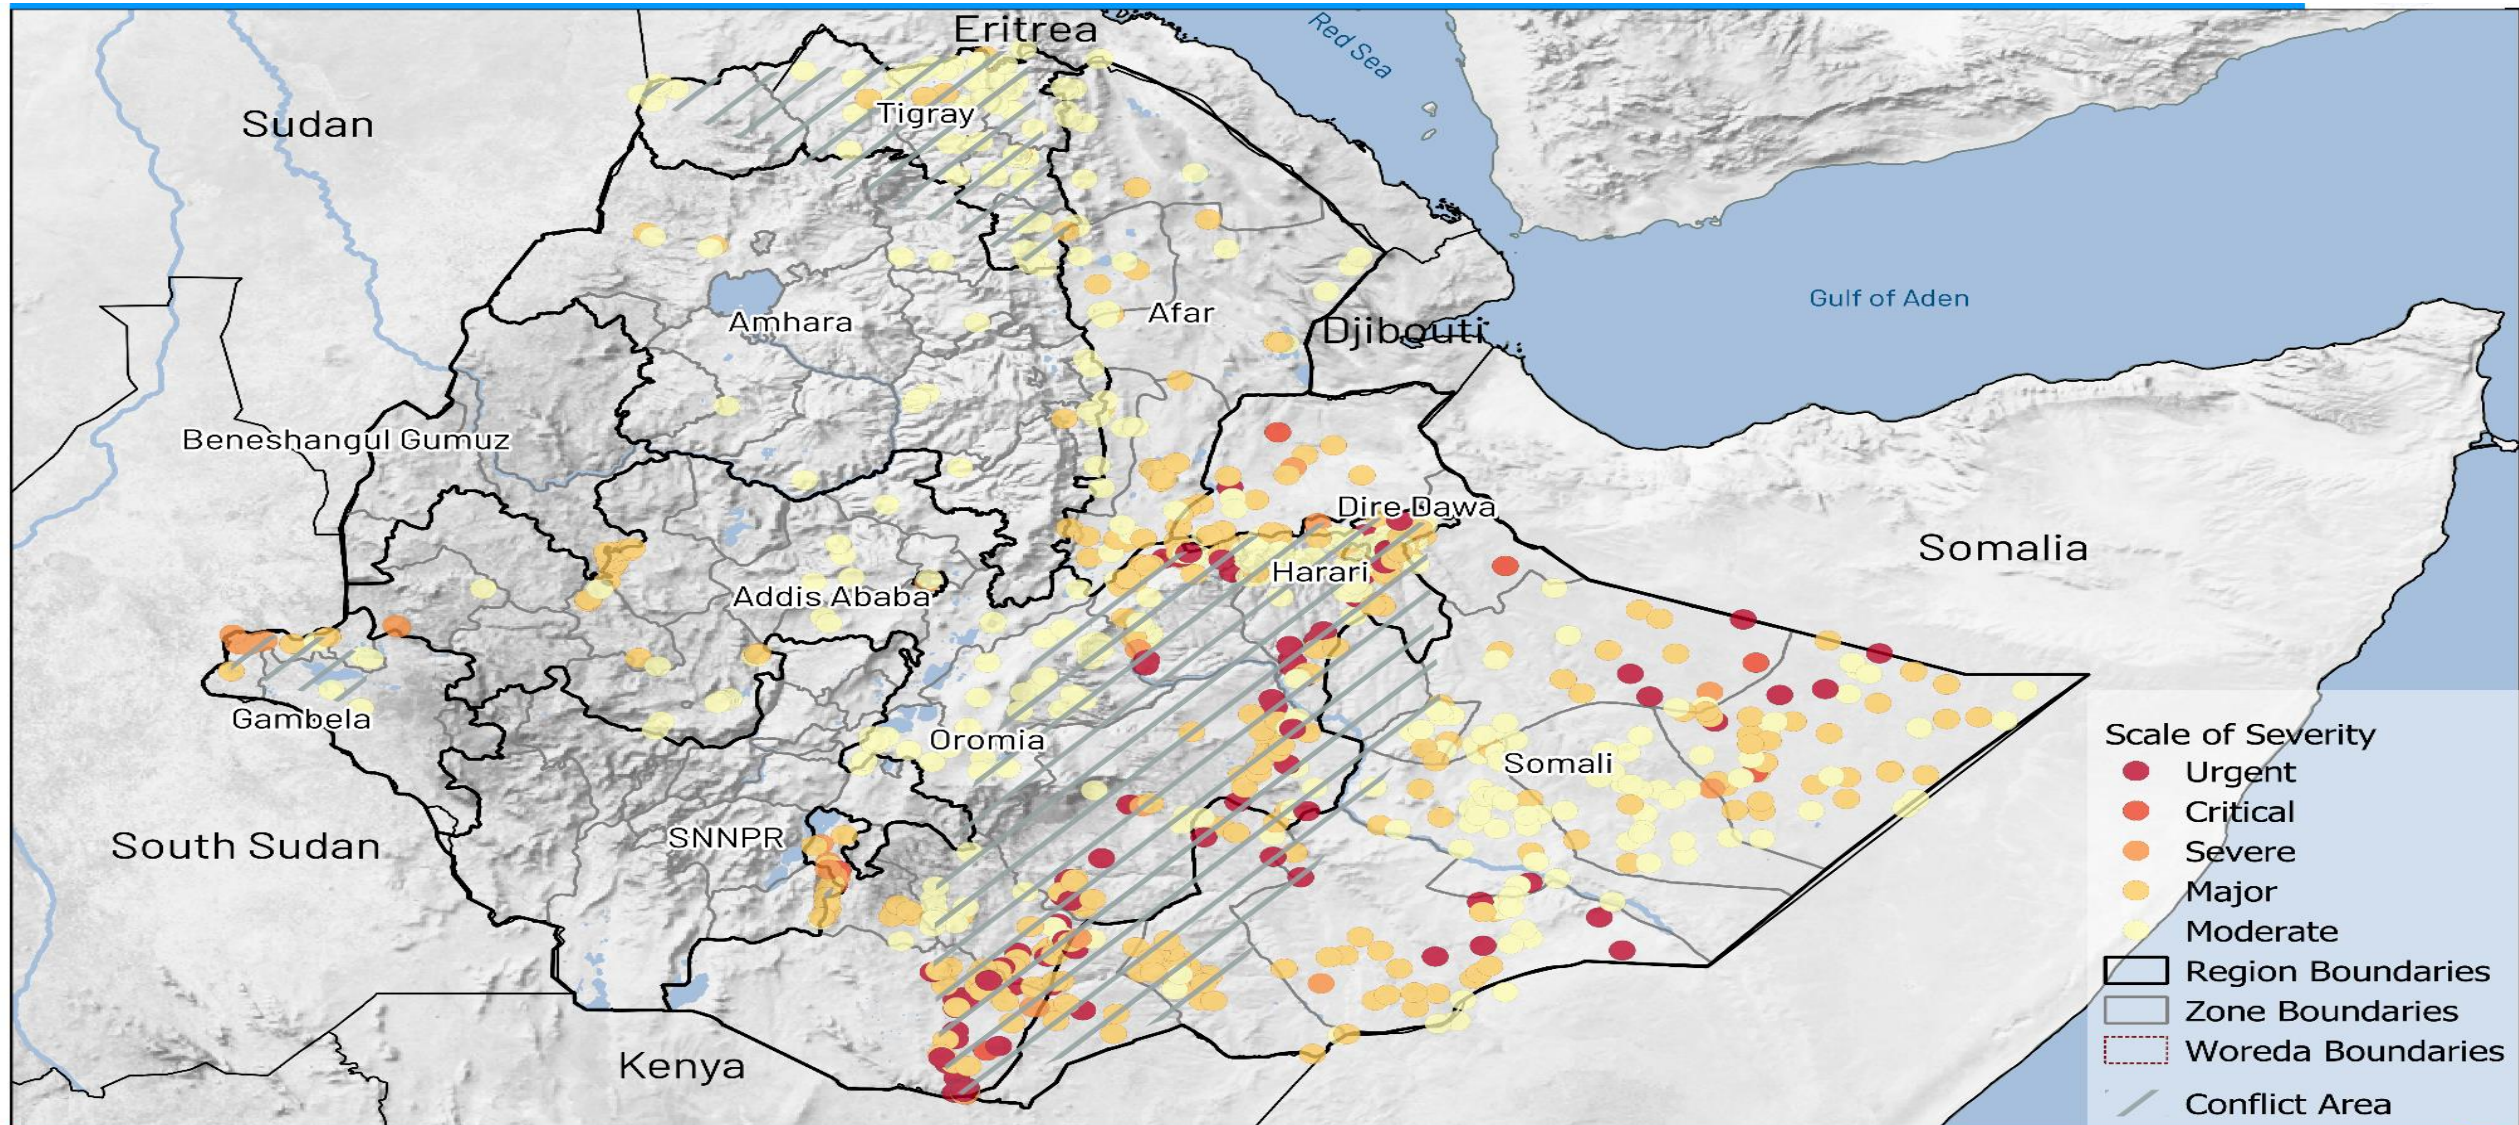 Eritrea
Red Sea
Sudan
Tigray
Gulf of Aden
Afar
Amhara
Djibouti
Beneshangul Gumuz
Dire Dawa
Somalia
Harari
Addis Ababa
Gambela
Oromia
Somali
SNNPR
South Sudan
Kenya
Scale of Severity
Urgent
Critical
Severe
Major
Moderate
Region Boundaries
Zone Boundaries
Woreda Boundaries
Conflict Area